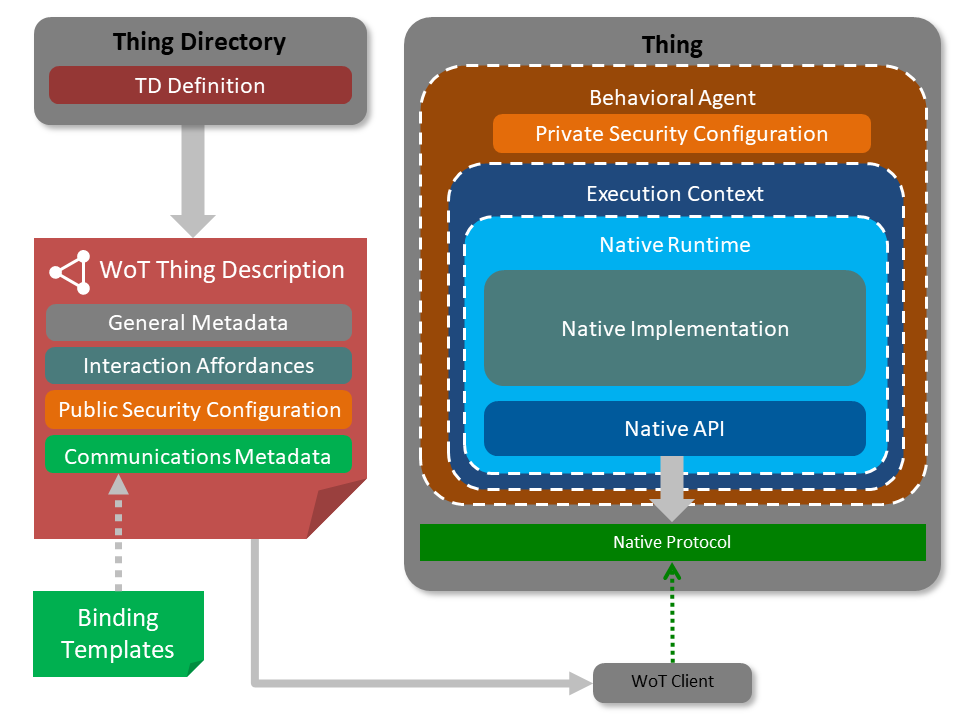 Thing Directory
TD Definition
WoT Thing Description
General Metadata
Interaction Affordances
Public Security Configuration
Communications Metadata
Binding
Templates
Thing
Behavioral Agent
Private Security Configuration
Execution Context
Native Runtime
Native Implementation
Native API
Native Protocol
WoT Client